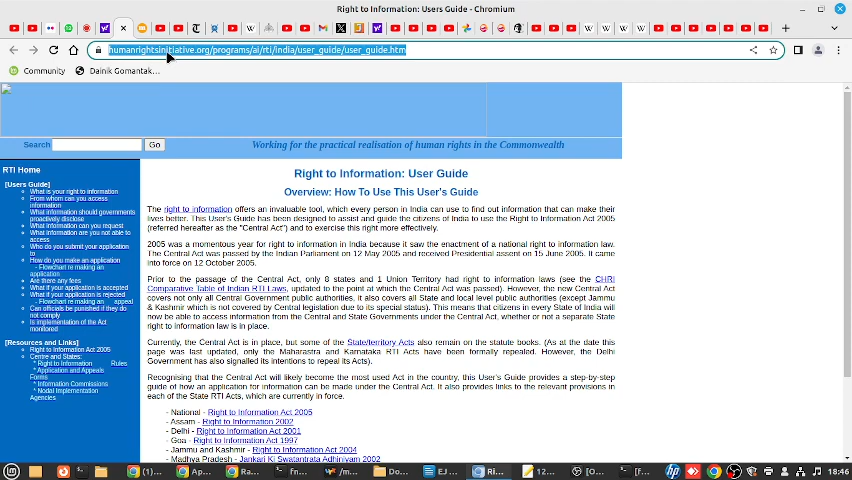 Right to Information: Users Guide - Chromium
humanrightsinitiative.org/programs/ai/rti/india/user_guide/user_guide.htm
Community
Dainik Gomantak...
Search
Go
Working for the practical realisation of human rights in the Commonwealth
RTI Home
[Users Guide]
What is your right to information
From whom can you access
information
What information should governments
proactively disclose
What information can you request
What information are you not able to
access
Who do you submit your application
to
How do you make an application
- Flowchart re making an
application
Are there any fees
What if your application is accepted
What if your application is rejected
- Flowchart re making an appeal
Can officials be punished if they do
not comply
Is implementation of the Act
monitored
[Resources and Links]
Right to Information Act 2005
Centre and States:
* Right to Information Rules
* Application and Appeals
Forms
* Information Commissions
* Nodal Implementation
Agencies
Right to Information: User Guide
Overview: How To Use This User's Guide
The right to information offers an invaluable tool, which every person in India can use to find out information that can make their
lives better. This User's Guide has been designed to assist and guide the citizens of India to use the Right to Information Act 2005
(referred hereafter as the "Central Act") and to exercise this right more effectively.
2005 was a momentous year for right to information in India because it saw the enactment of a national right to information law.
The Central Act was passed by the Indian Parliament on 12 May 2005 and received Presidential assent on 15 June 2005. It came
into force on 12 October 2005.
Prior to the passage of the Central Act, only 8 states and 1 Union Territory had right to information laws (see the CHRI
Comparative Table of Indian RTI Laws, updated to the point at which the Central Act was passed). However, the new Central Act
covers not only all Central Government public authorities, it also covers all State and local level public authorities (except Jammu
& Kashmir which is not covered by Central legislation due to its special status). This means that citizens in every State of India will
now be able to access information from the Central and State Governments under the Central Act, whether or not a separate State
right to information law is in place.
Currently, the Central Act is in place, but some of the State/territory Acts also remain on the statute books. (As at the date this
page was last updated, only the Maharastra and Karnataka RTI Acts have been formally repealed. However, the Delhi
Government has also signalled its intentions to repeal its Act).
Recognising that the Central Act will likely become the most used Act in the country, this User's Guide provides a step-by-step
guide of how an application for information can be made under the Central Act. It also provides links to the relevant provisions in
each of the State RTI Acts, which are currently in force.
- National - Right to Information Act 2005
- Assam - Right to Information 2002
- Delhi - Right to Information Act 2001
- Goa - Right to Information Act 1997
- Jammu and Kashmir - Right to Information Act 2004
- Madhya Pradesh - Jankari Ki Swatantrata Adhiniyam 2002
(1)...
Ap...
Ra...
fn...
~/m...
Do...
EJ ...
Ri...
12...
[O...
[F...
18:46